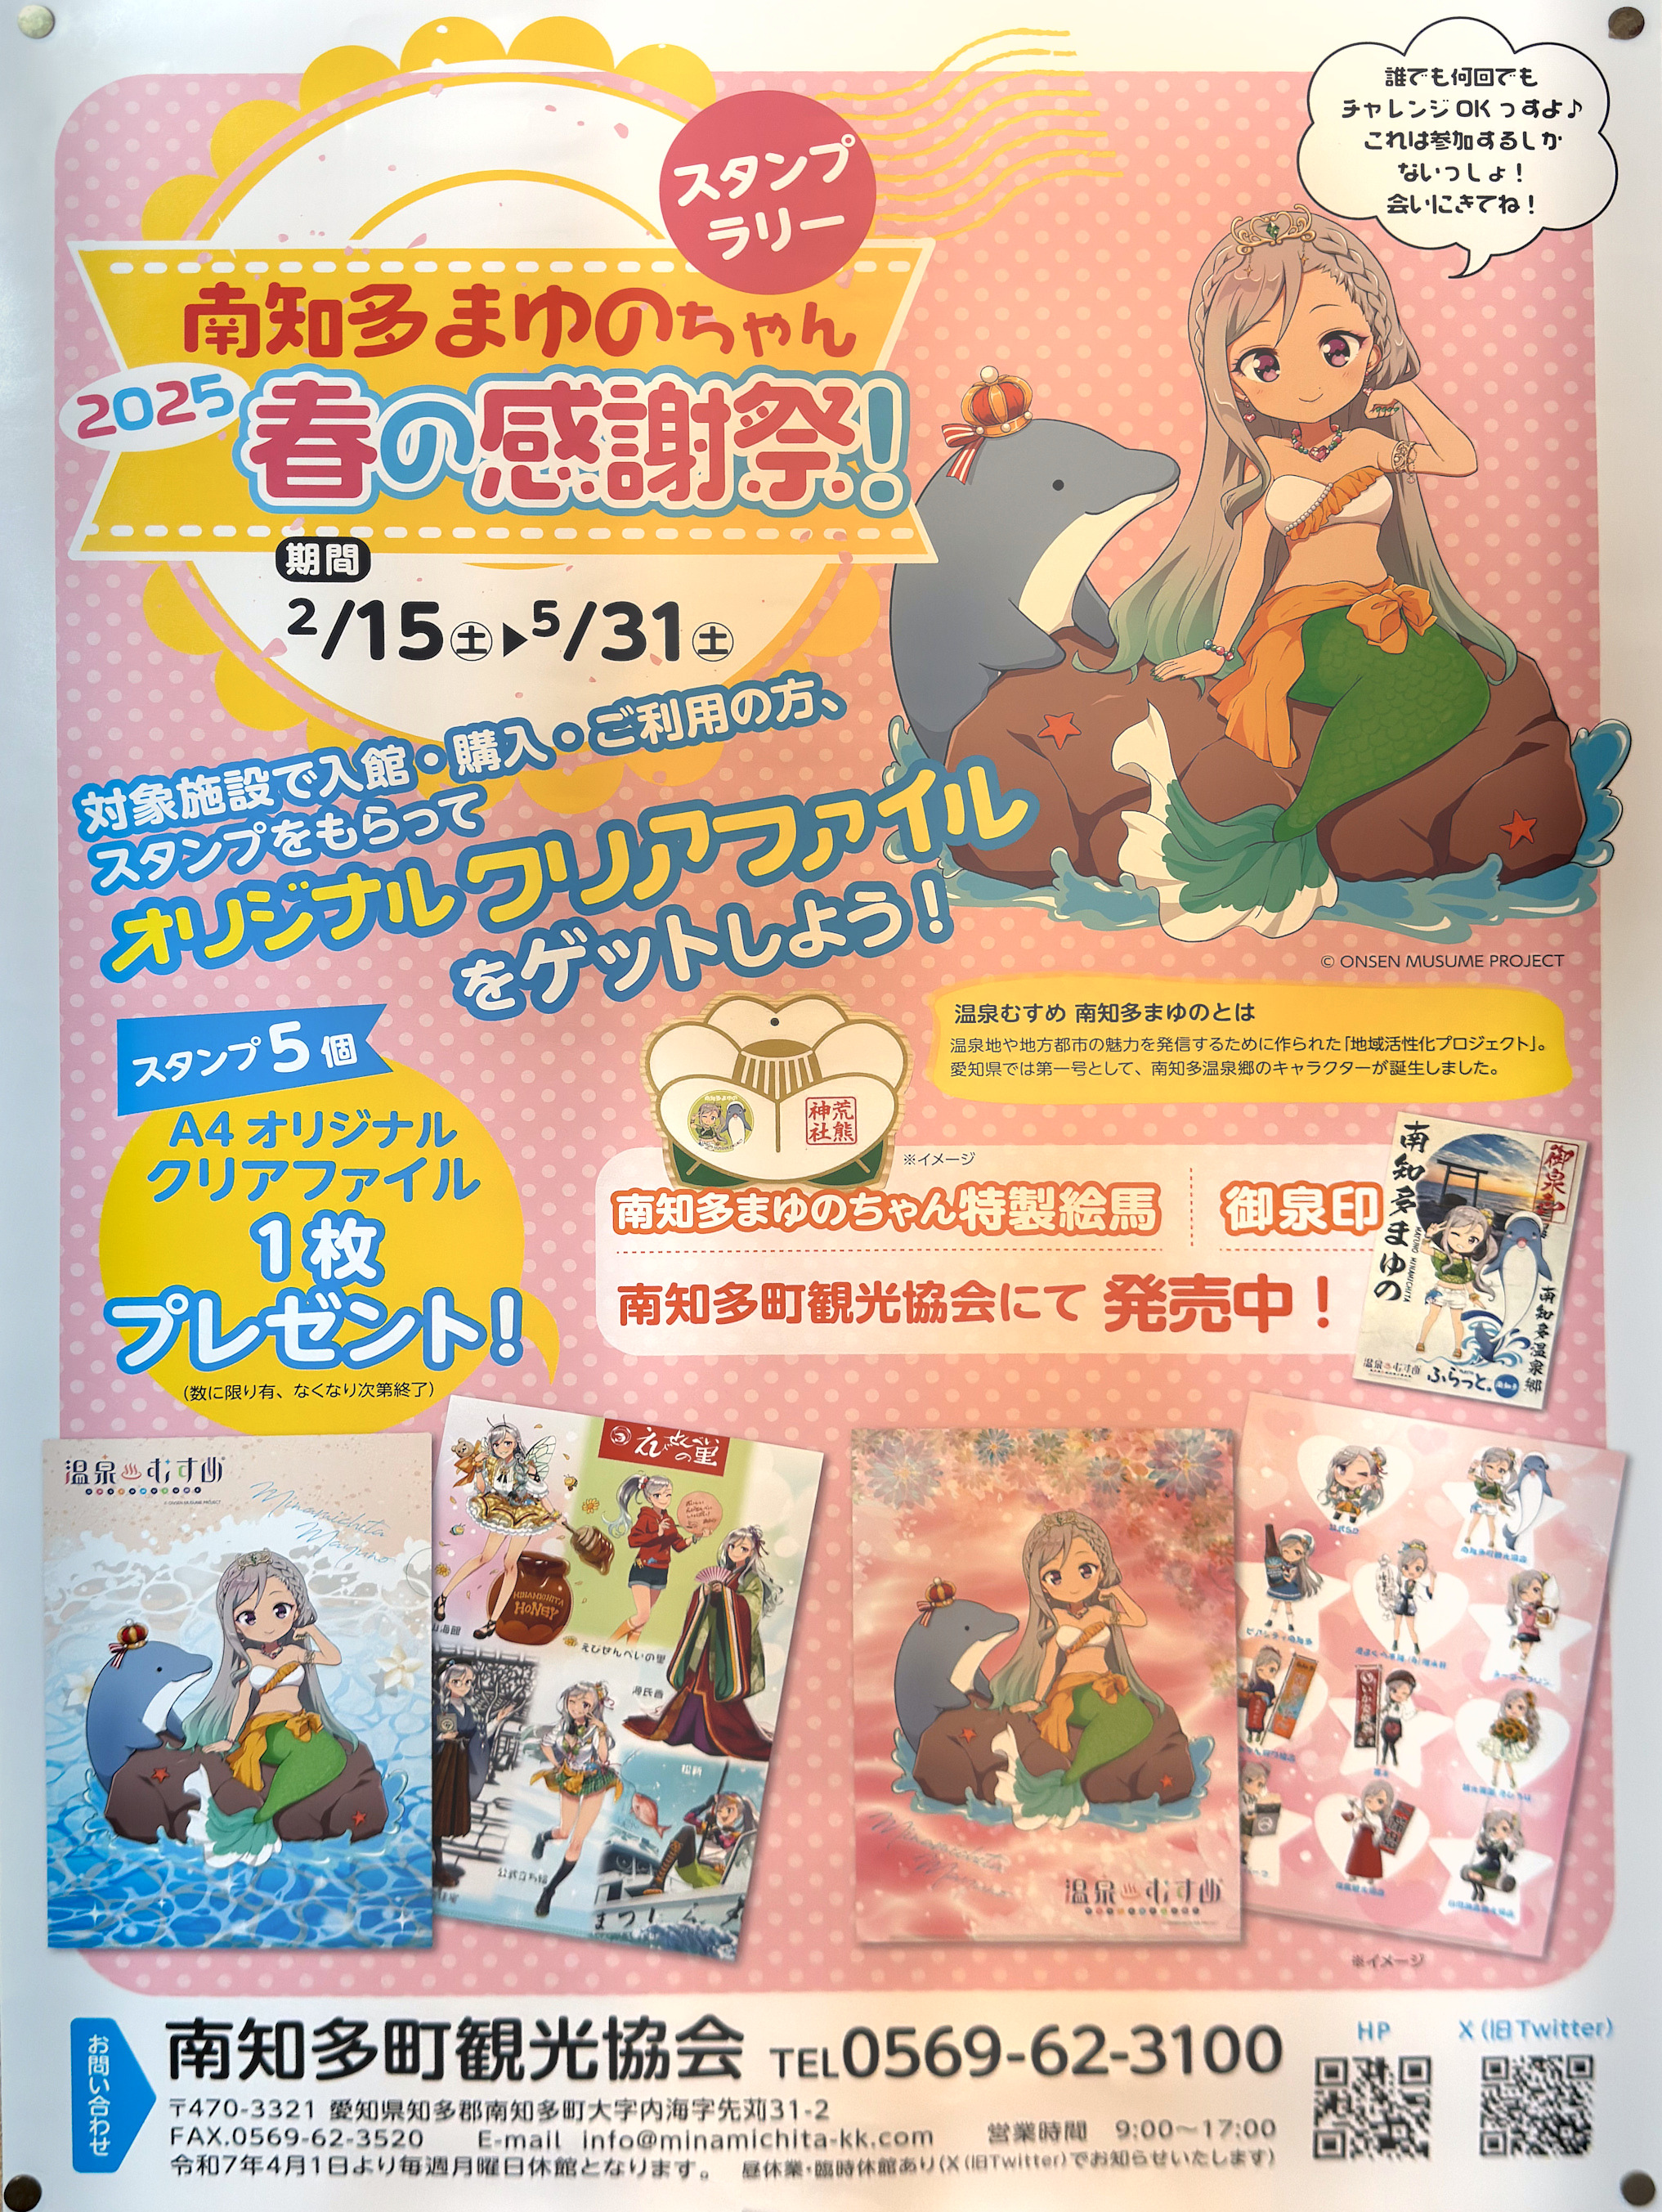 誰でも何回でも
チャレンジOKっすよ♪
これは参加するしか
ないっしょ！
会いにきてね！
スタンプ
ラリー
南知多まゆのちゃん
2025
春の感謝祭!
期間
2/15㊏▶5/31㊏
対象施設で入館・購入・ご利用の方、
スタンプをもらって
オリジナルクリアファイル
をゲットしよう！
© ONSEN MUSUME PROJECT
温泉むすめ 南知多まゆのとは
温泉地や地方都市の魅力を発信するために作られた「地域活性化プロジェクト」。
愛知県では第一号として、南知多温泉郷のキャラクターが誕生しました。
スタンプ5個
A4オリジナル
クリアファイル
1枚
プレゼント!
(数に限り有、なくなり次第終了)
荒熊
神社
※イメージ
南知多まゆのちゃん特製絵馬
御泉印
南知多町観光協会にて 発売中！
南知多まゆの
MAYUNO MINAMICHITA
御泉印
南知多温泉郷
温泉むすめ
ふらっと。
温泉むすめ
© ONSEN MUSUME PROJECT
Minamichita
Mayuno
えびせんべいの里
MINAMICHITA
HONEY
えびせんべいの里
源氏香
公式立ち絵
まつしん
Minamichita
Mayuno
温泉むすめ
※イメージ
お問い合わせ
南知多町観光協会 TEL0569-62-3100
〒470-3321 愛知県知多郡南知多町大字内海字先苅31-2
FAX.0569-62-3520 E-mail info@minamichita-kk.com 営業時間 9:00〜17:00
令和7年4月1日より毎週月曜日休館となります。 昼休業・臨時休館あり(X(旧Twitter)でお知らせいたします)
HP
X(旧Twitter)